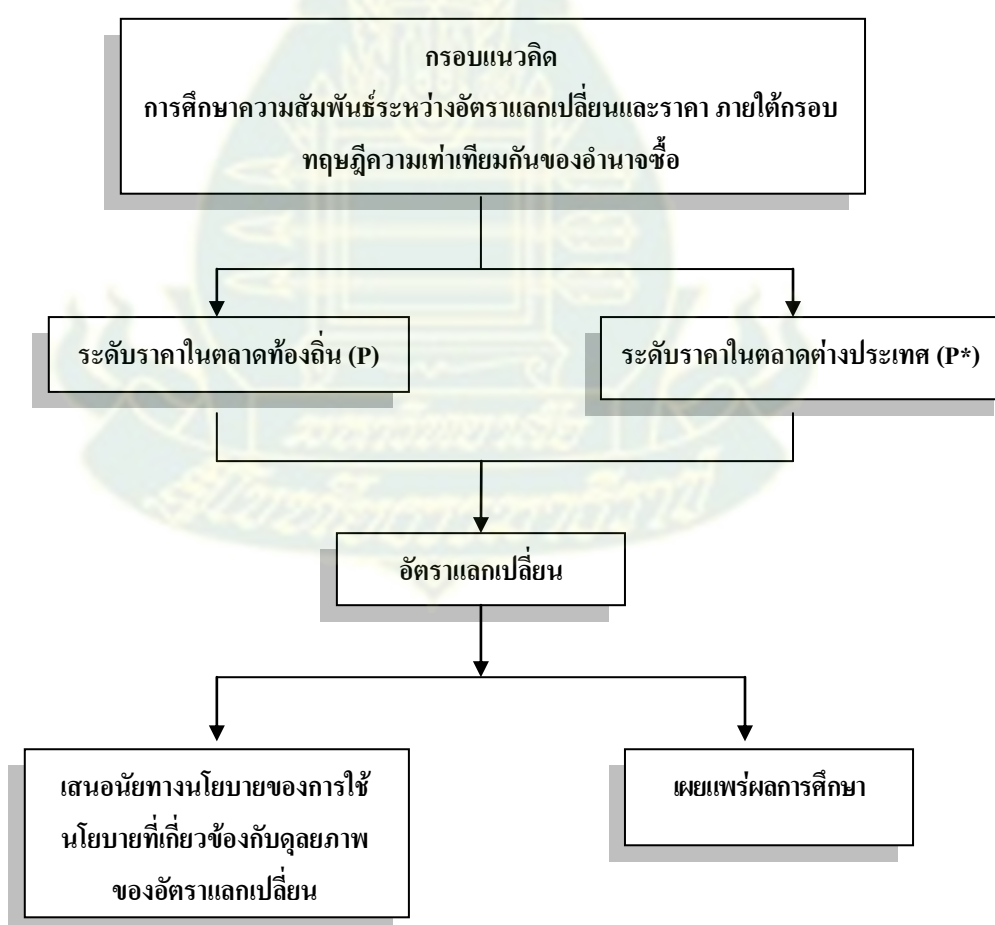 กรอบแนวคิด
การศึกษาความสัมพันธ์ระหว่างอัตราแลกเปลี่ยนและราคา ภายใต้กรอบ
ทฤษฎีความเท่าเทียมกันของอำนาจซื้อ
ระดับราคาในตลาดท้องถิ่น (P)
ระดับราคาในตลาดต่างประเทศ (P*)
อัตราแลกเปลี่ยน
เสนอนัยทางนโยบายของการใช้
นโยบายที่เกี่ยวข้องกับดุลยภาพ
ของอัตราแลกเปลี่ยน
เผยแพร่ผลการศึกษา